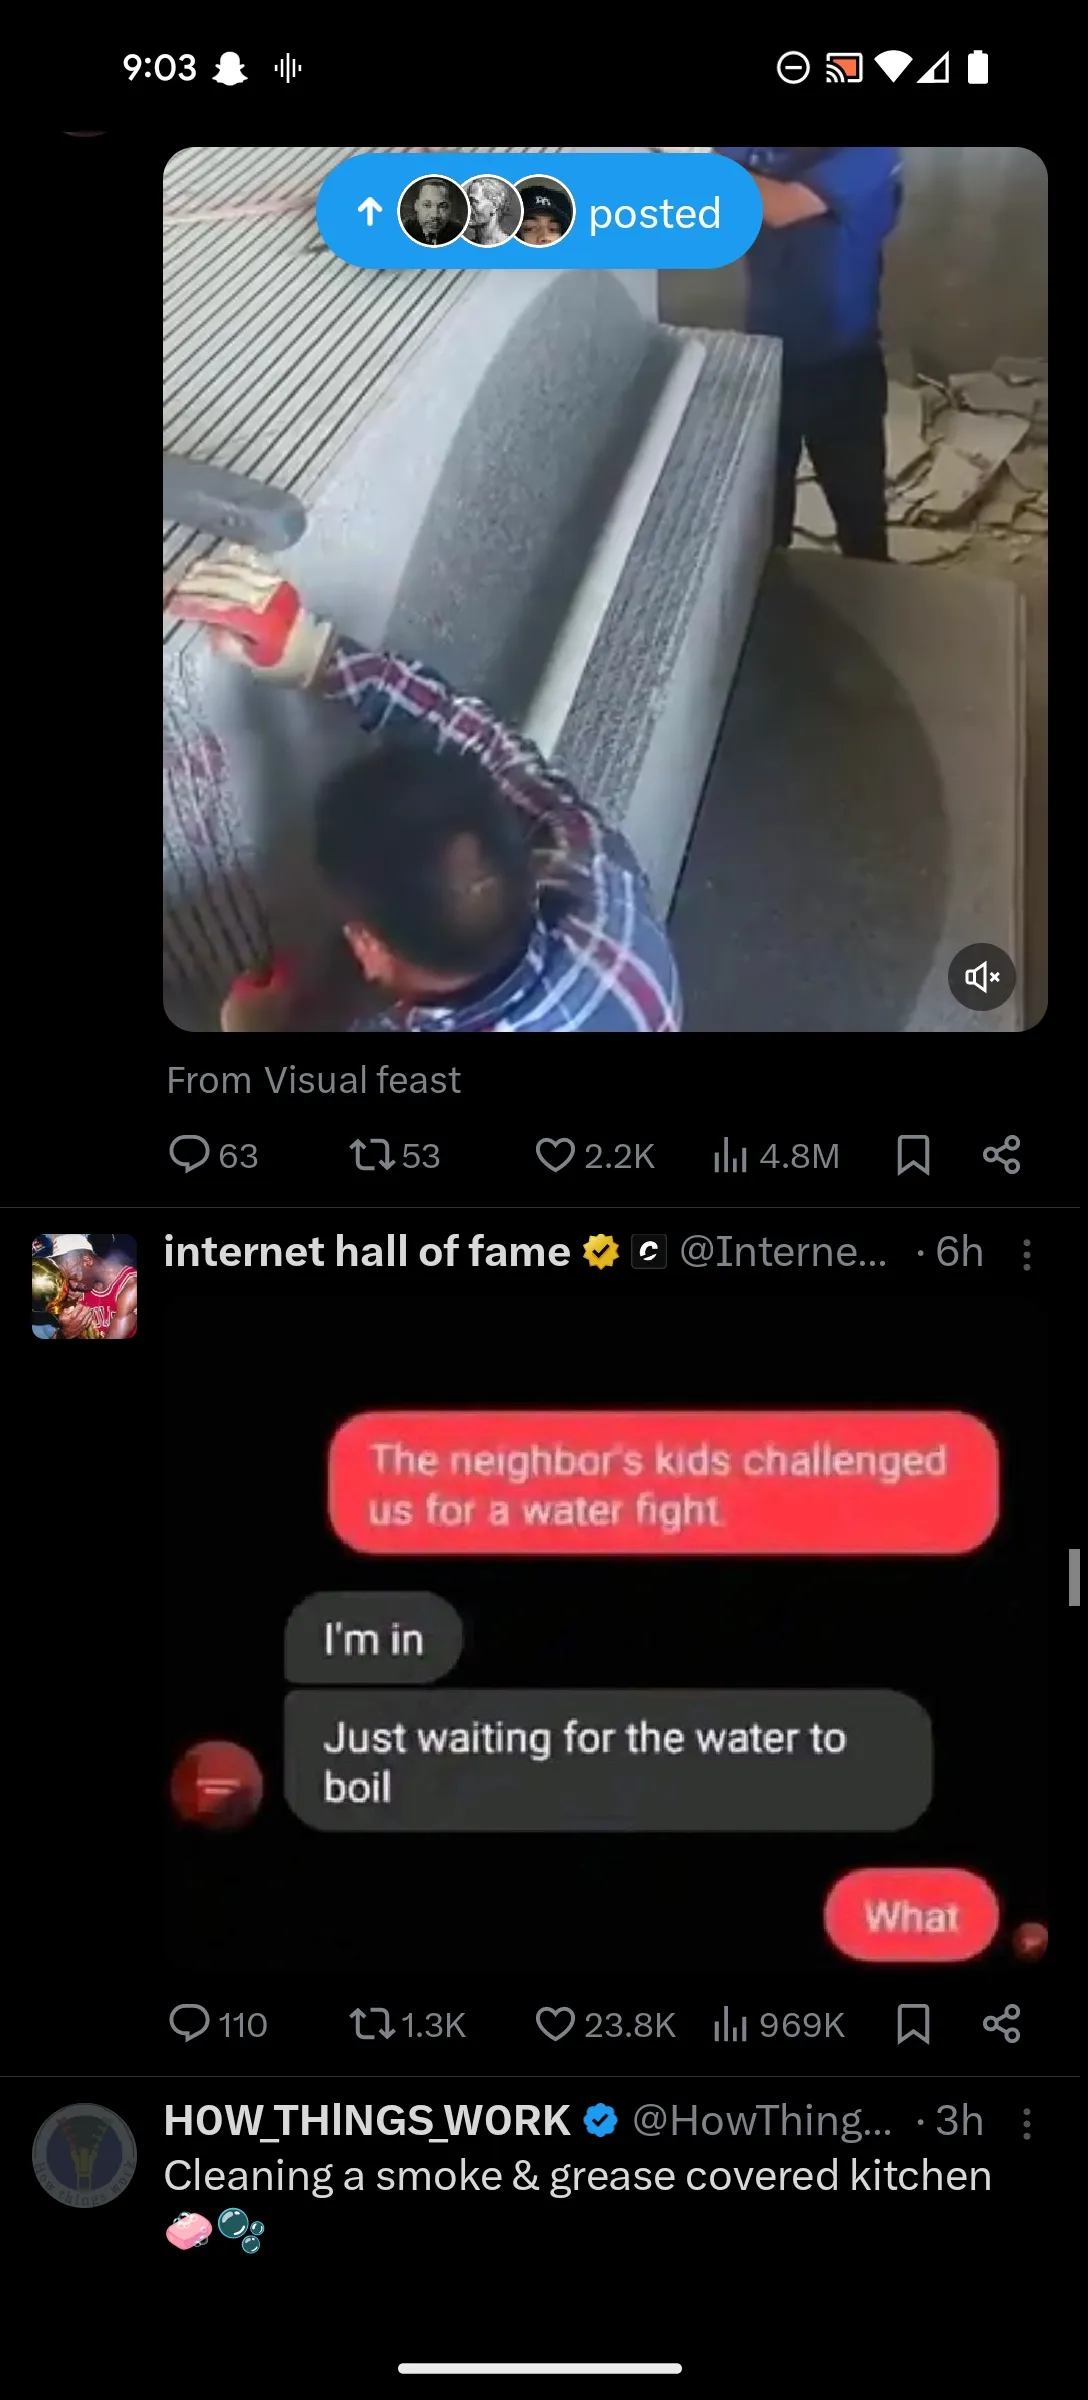 9:03
posted
From Visual feast
63 53 2.2K 4.8M
internet hall of fame @Interne... · 6h
The neighbor's kids challenged
us for a water fight
I'm in
Just waiting for the water to
boil
What
110 1.3K 23.8K 969K
HOW_THINGS_WORK @HowThing... · 3h
Cleaning a smoke & grease covered kitchen
🧼🫧